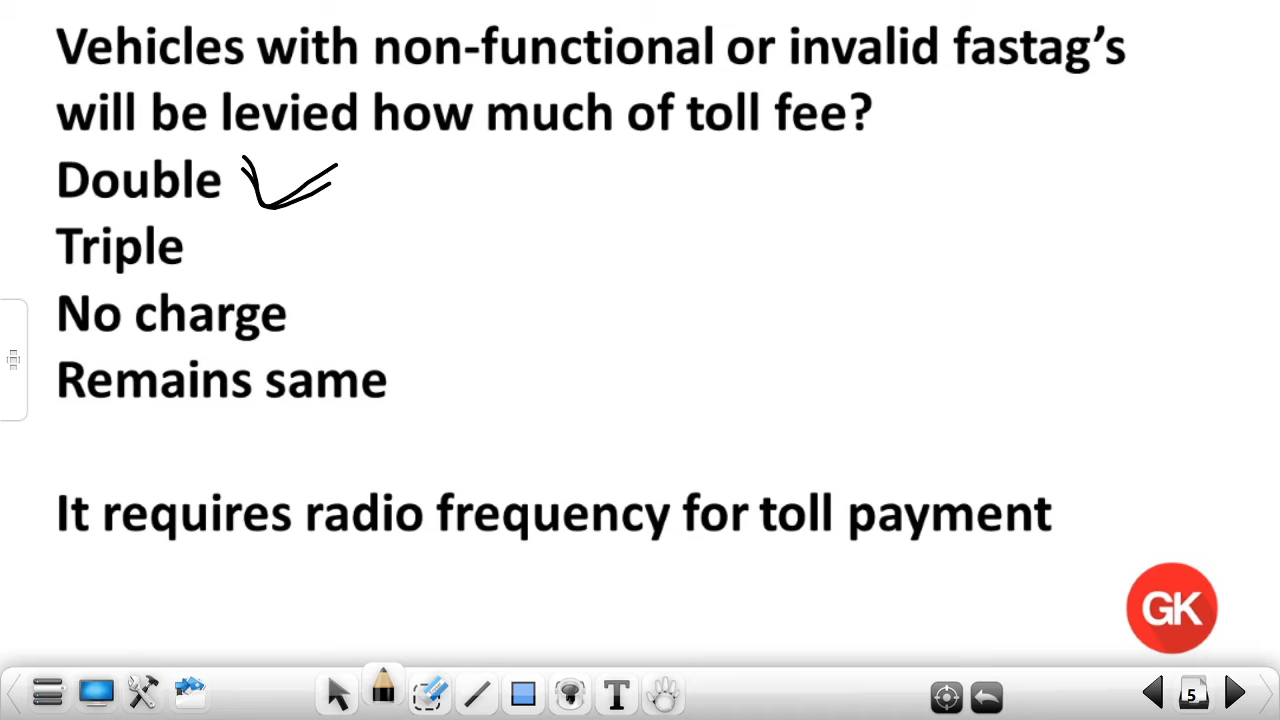 Vehicles with non-functional or invalid fastag's
will be levied how much of toll fee?
Double
Triple
No charge
Remains same
It requires radio frequency for toll payment
GK
T
5